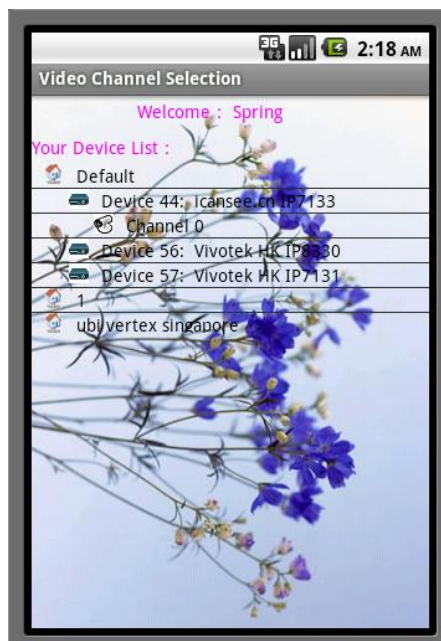 3G 2:18 AM
Video Channel Selection
Welcome : Spring
Your Device List :
Default
Device 44: icansee.cn IP7133
Channel 0
Device 56: Vivotek HK IP8330
Device 57: Vivotek HK IP7131
1
ubi vertex singapore